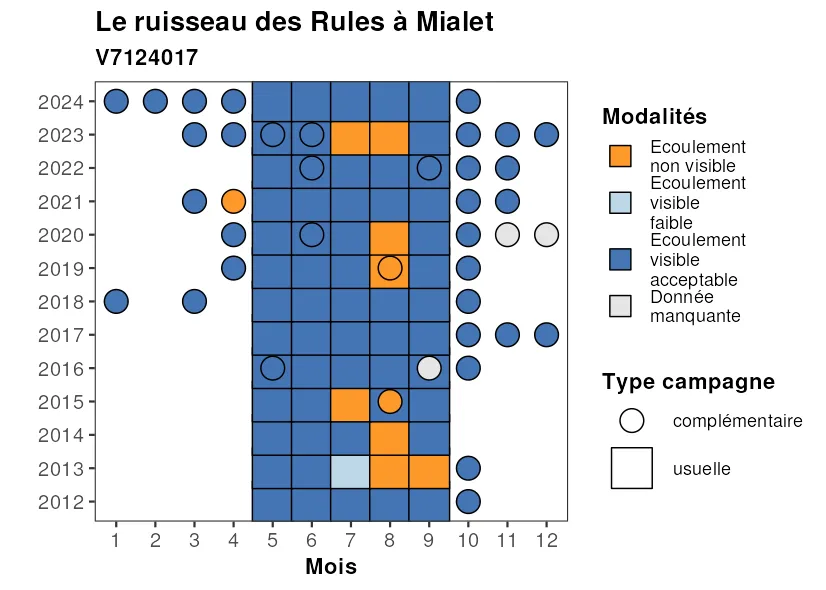 Le ruisseau des Rules à Mialet
V7124017
2024
2023
2022
2021
2020
2019
2018
2017
2016
2015
2014
2013
2012
1 2 3 4 5 6 7 8 9 10 11 12
Mois
Modalités
Ecoulement
non visible
Ecoulement
visible
faible
Ecoulement
visible
acceptable
Donnée
manquante
Type campagne
complémentaire
usuelle